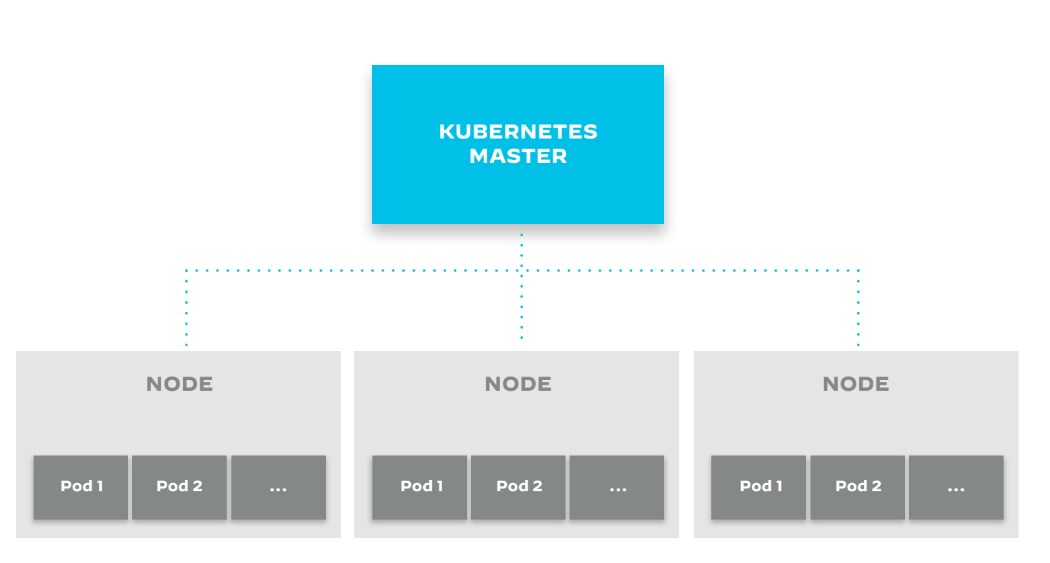 KUBERNETES
MASTER
NODE
NODE
NODE
Pod 1
Pod 2
...
Pod 1
Pod 2
...
Pod 1
Pod 2
...